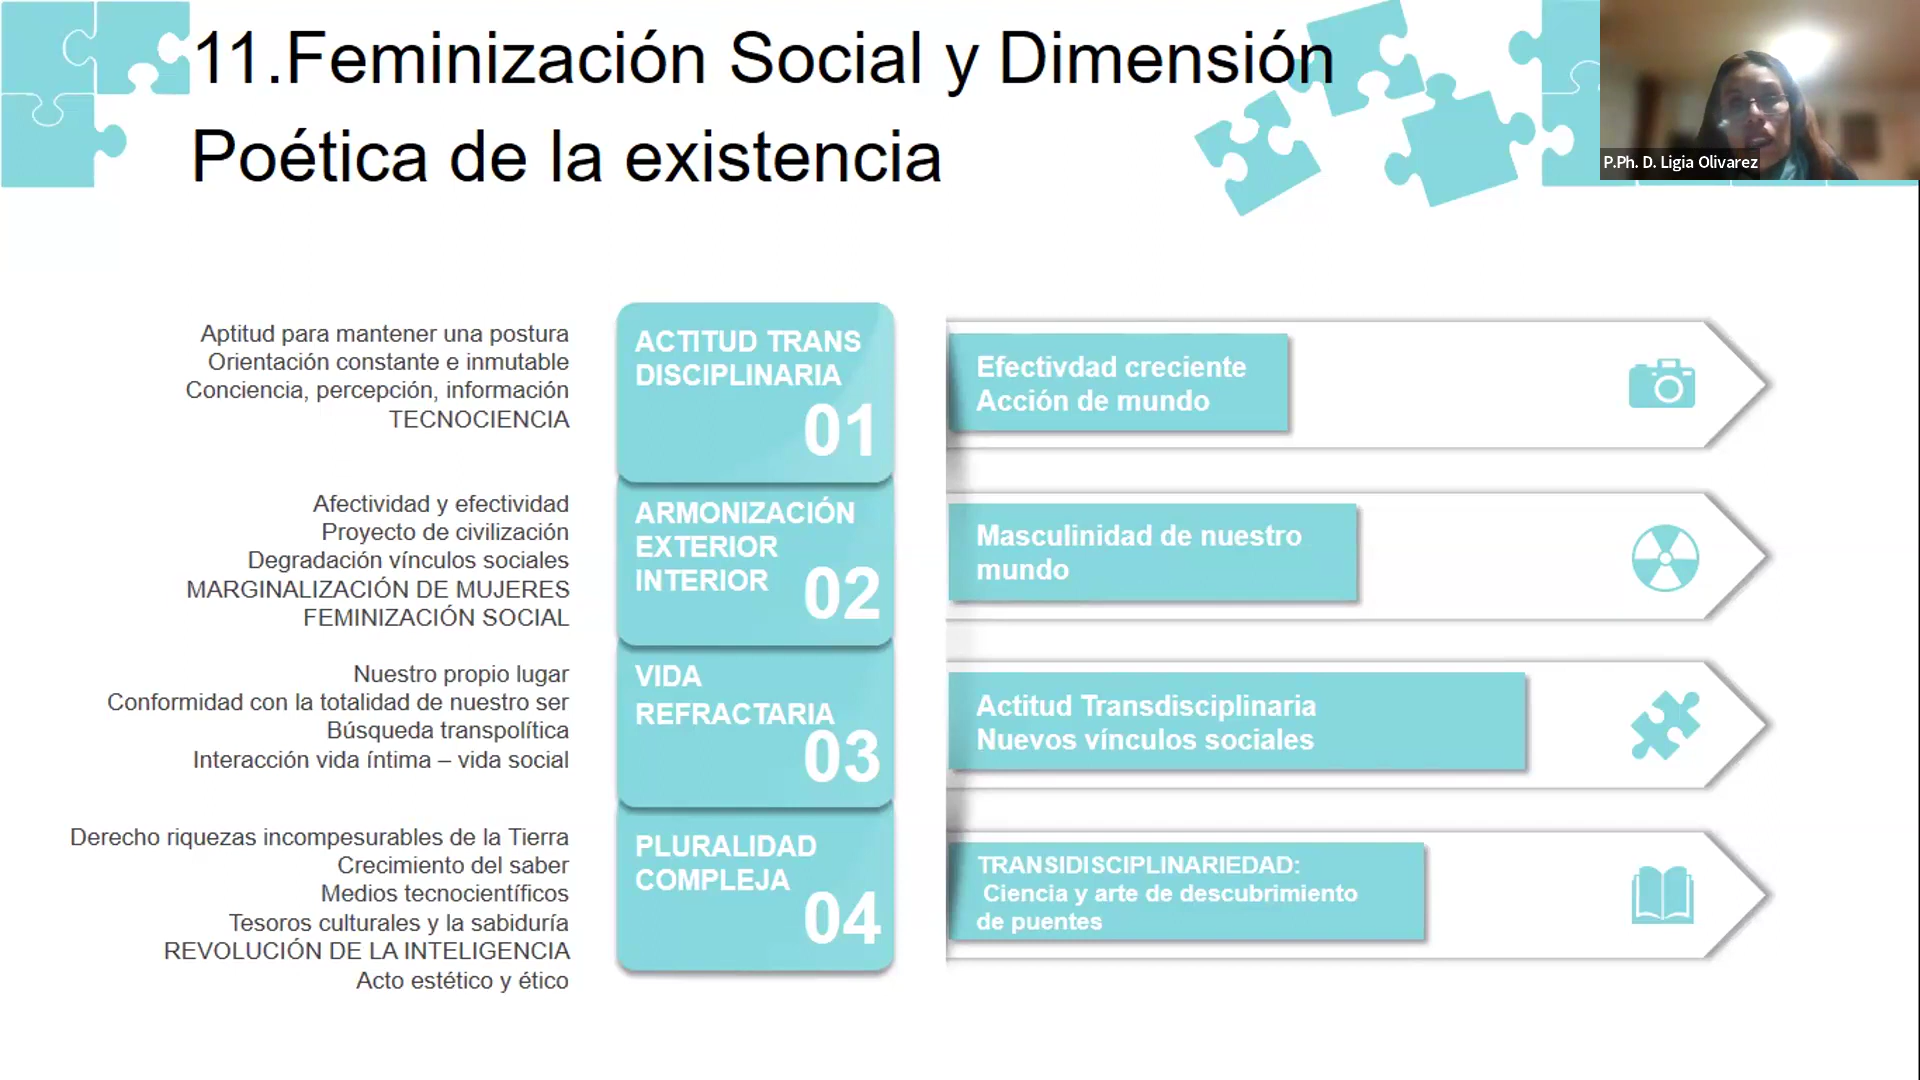 11.Feminización Social y Dimensión
Poética de la existencia
P.Ph. D. Ligia Olivarez
Aptitud para mantener una postura
Orientación constante e inmutable
Conciencia, percepción, información
TECNOCIENCIA
ACTITUD TRANS
DISCIPLINARIA
01
Efectivdad creciente
Acción de mundo
Afectividad y efectividad
Proyecto de civilización
Degradación vínculos sociales
MARGINALIZACIÓN DE MUJERES
FEMINIZACIÓN SOCIAL
ARMONIZACIÓN
EXTERIOR
INTERIOR
02
Masculinidad de nuestro
mundo
Nuestro propio lugar
Conformidad con la totalidad de nuestro ser
Búsqueda transpolítica
Interacción vida íntima – vida social
VIDA
REFRACTARIA
03
Actitud Transdisciplinaria
Nuevos vínculos sociales
Derecho riquezas incompesurables de la Tierra
Crecimiento del saber
Medios tecnocientíficos
Tesoros culturales y la sabiduría
REVOLUCIÓN DE LA INTELIGENCIA
Acto estético y ético
PLURALIDAD
COMPLEJA
04
TRANSIDISCIPLINARIEDAD:
Ciencia y arte de descubrimiento
de puentes